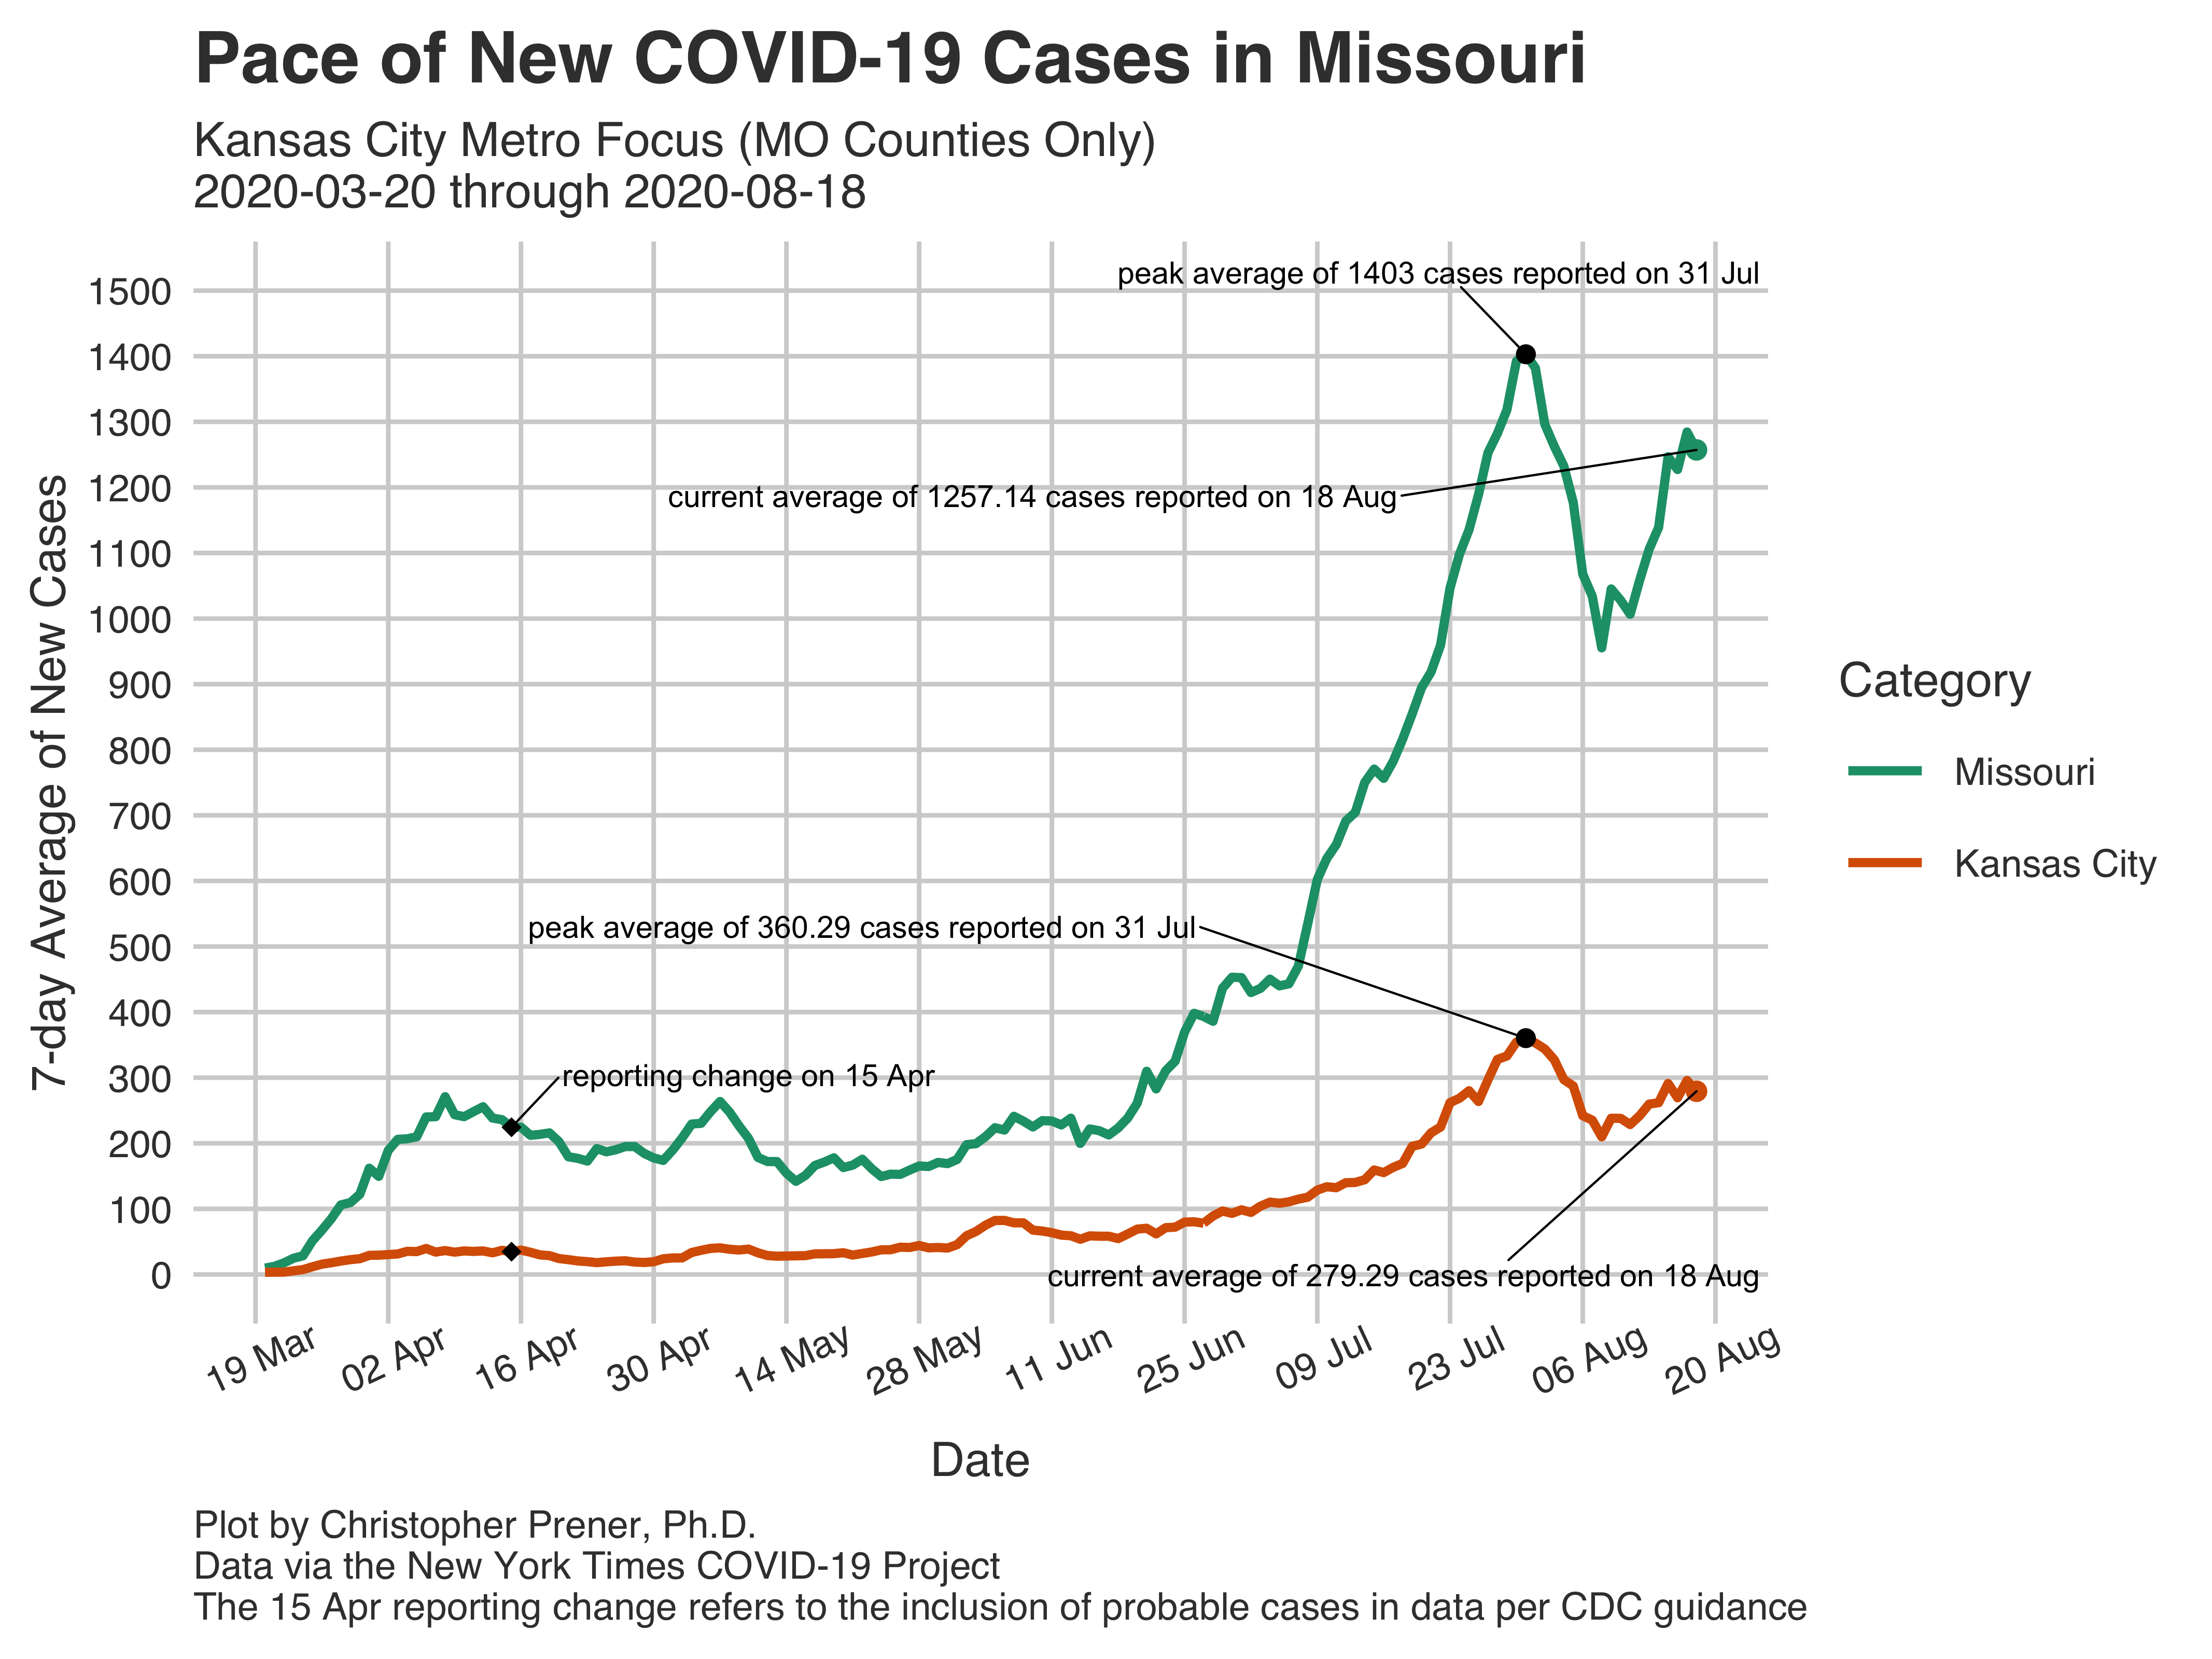 Pace of New COVID-19 Cases in Missouri
Kansas City Metro Focus (MO Counties Only)
2020-03-20 through 2020-08-18
7-day Average of New Cases
1500
1400
1300
1200
1100
1000
900
800
700
600
500
400
300
200
100
0
peak average of 1403 cases reported on 31 Jul
current average of 1257.14 cases reported on 18 Aug
peak average of 360.29 cases reported on 31 Jul
reporting change on 15 Apr
current average of 279.29 cases reported on 18 Aug
Category
Missouri
Kansas City
19 Mar
02 Apr
16 Apr
30 Apr
14 May
28 May
11 Jun
25 Jun
09 Jul
23 Jul
06 Aug
20 Aug
Date
Plot by Christopher Prener, Ph.D.
Data via the New York Times COVID-19 Project
The 15 Apr reporting change refers to the inclusion of probable cases in data per CDC guidance